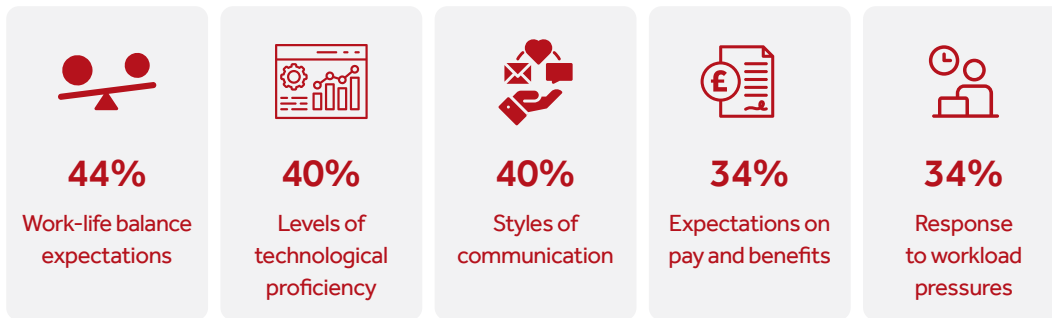 £
44%
Work-life balance
expectations
40%
Levels of
technological
proficiency
40%
Styles of
communication
34%
Expectations on
pay and benefits
34%
Response
to workload
pressures